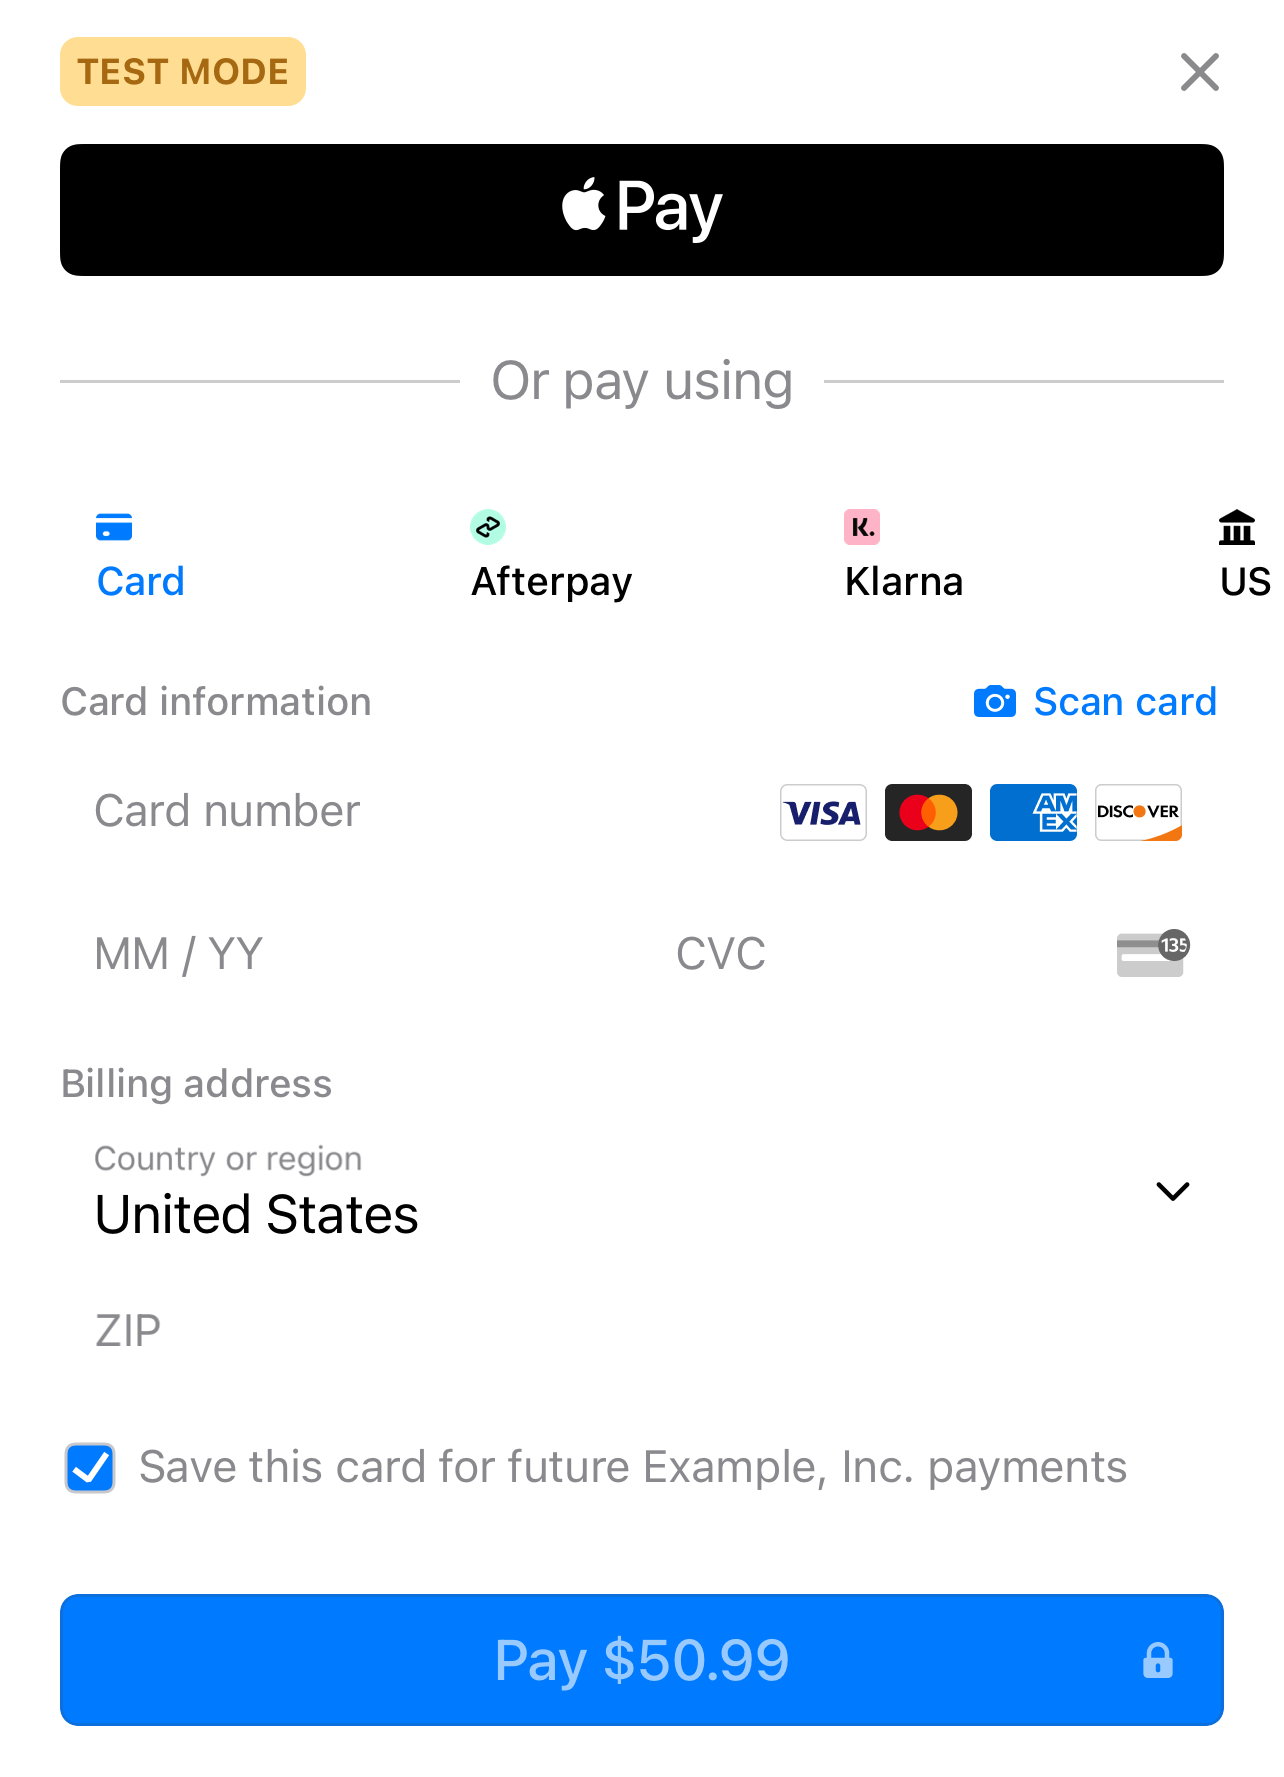 TEST MODE
Pay
Or pay using
Card Afterpay Klarna US
Card information Scan card
Card number VISA AMEX DISCOVER
MM / YY CVC 135
Billing address
Country or region
United States
ZIP
Save this card for future Example, Inc. payments
Pay $50.99